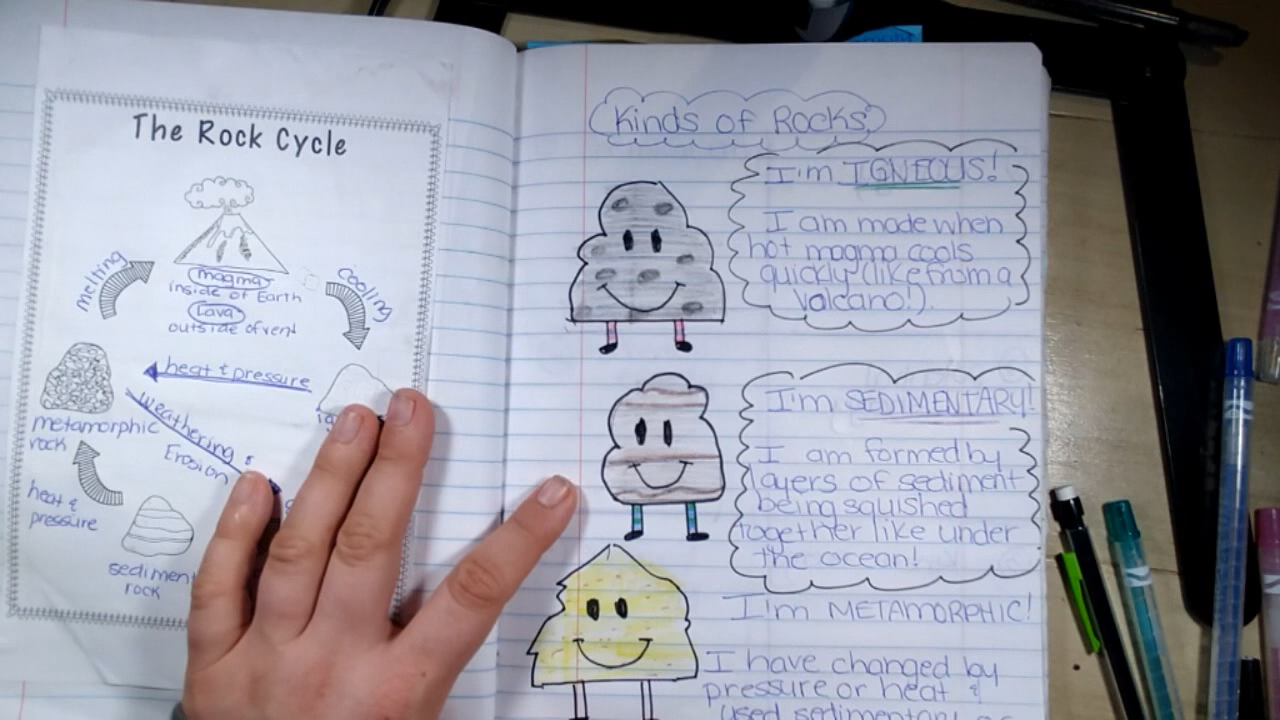 The Rock Cycle
melting
cooling
magma
inside of Earth
Lava
outside of vent
heat & pressure
metamorphic
rock
weathering &
Erosion
heat &
pressure
rock
Kinds of Rocks
I'm IGNEOUS!
I am made when
hot magma cools
quickly (like from a
volcano!).
I'm SEDIMENTARY!
I am formed by
layers of sediment
being squished
together like under
the ocean!
I'm METAMORPHIC!
I have changed by
pressure or heat &
used sedimentary